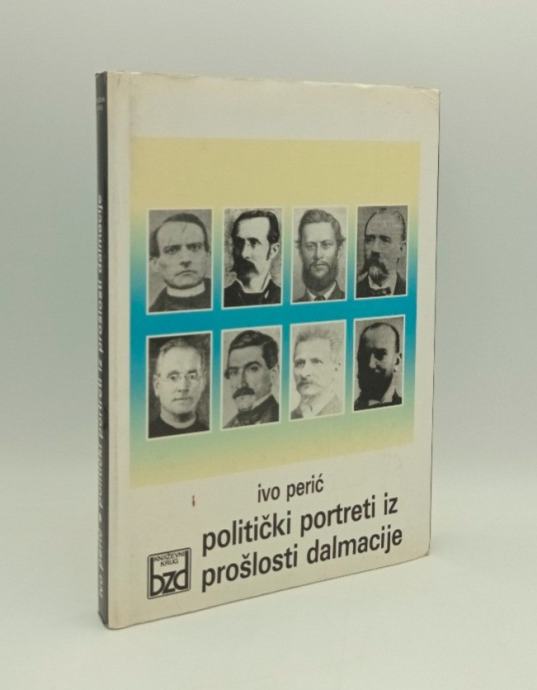 ivo perić
politički portreti iz
prošlosti dalmacije
KNJIŽEVNI
KRUG
bzd
ivo perić politički portreti iz prošlosti dalmacije